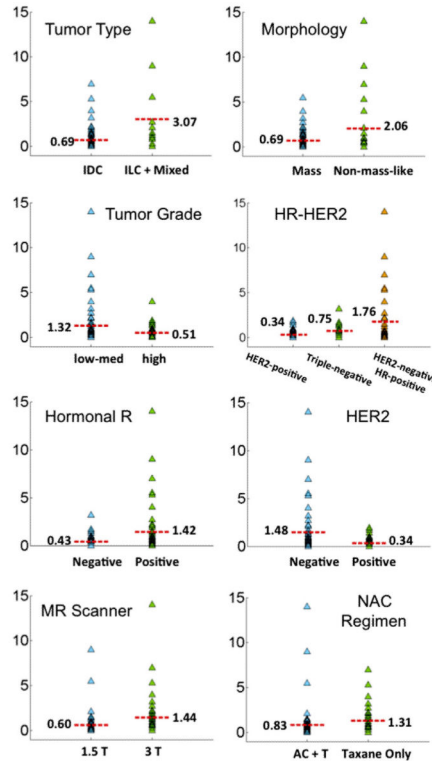 Tumor Type
15
10
5
0
0.69
3.07
IDC
ILC + Mixed
Morphology
15
10
5
0
0.69
2.06
Mass
Non-mass-like
Tumor Grade
15
10
5
0
1.32
0.51
low-med
high
HR-HER2
15
10
5
0
0.34
0.75
1.76
HER2-positive
Triple-negative
HER2-negative
HR-positive
Hormonal R
15
10
5
0
0.43
1.42
Negative
Positive
HER2
15
10
5
0
1.48
0.34
Negative
Positive
MR Scanner
15
10
5
0
0.60
1.44
1.5 T
3 T
NAC
Regimen
15
10
5
0
0.83
1.31
AC + T
Taxane Only